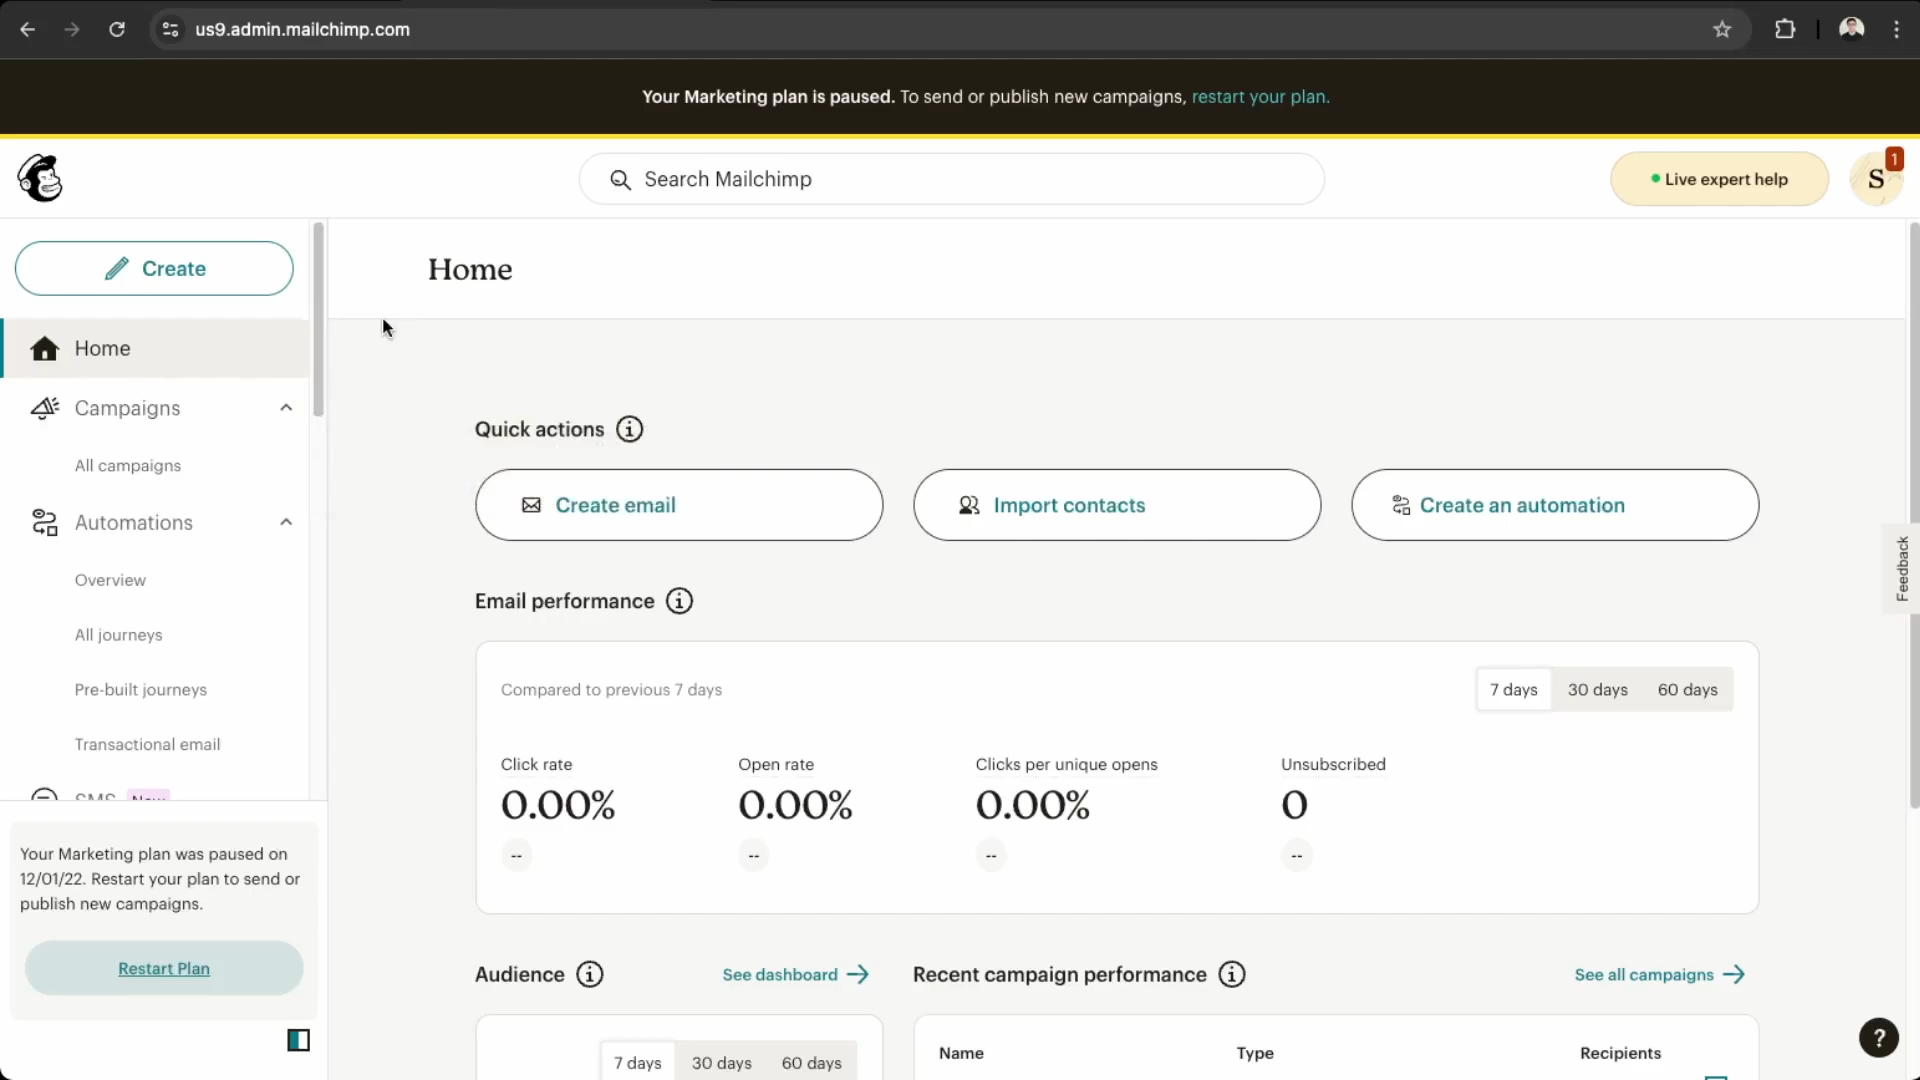 us9.admin.mailchimp.com
Your Marketing plan is paused. To send or publish new campaigns, restart your plan.
Search Mailchimp
Live expert help
S
1
Create
Home
Home
Campaigns
All campaigns
Automations
Overview
All journeys
Pre-built journeys
Transactional email
SMS New
Your Marketing plan was paused on
12/01/22. Restart your plan to send or
publish new campaigns.
Restart Plan
Quick actions
Create email
Import contacts
Create an automation
Email performance
Compared to previous 7 days
7 days 30 days 60 days
Click rate Open rate Clicks per unique opens Unsubscribed
0.00% 0.00% 0.00% 0
-- -- -- --
Audience
See dashboard
Recent campaign performance
See all campaigns
7 days 30 days 60 days
Name Type Recipients
Feedback
?